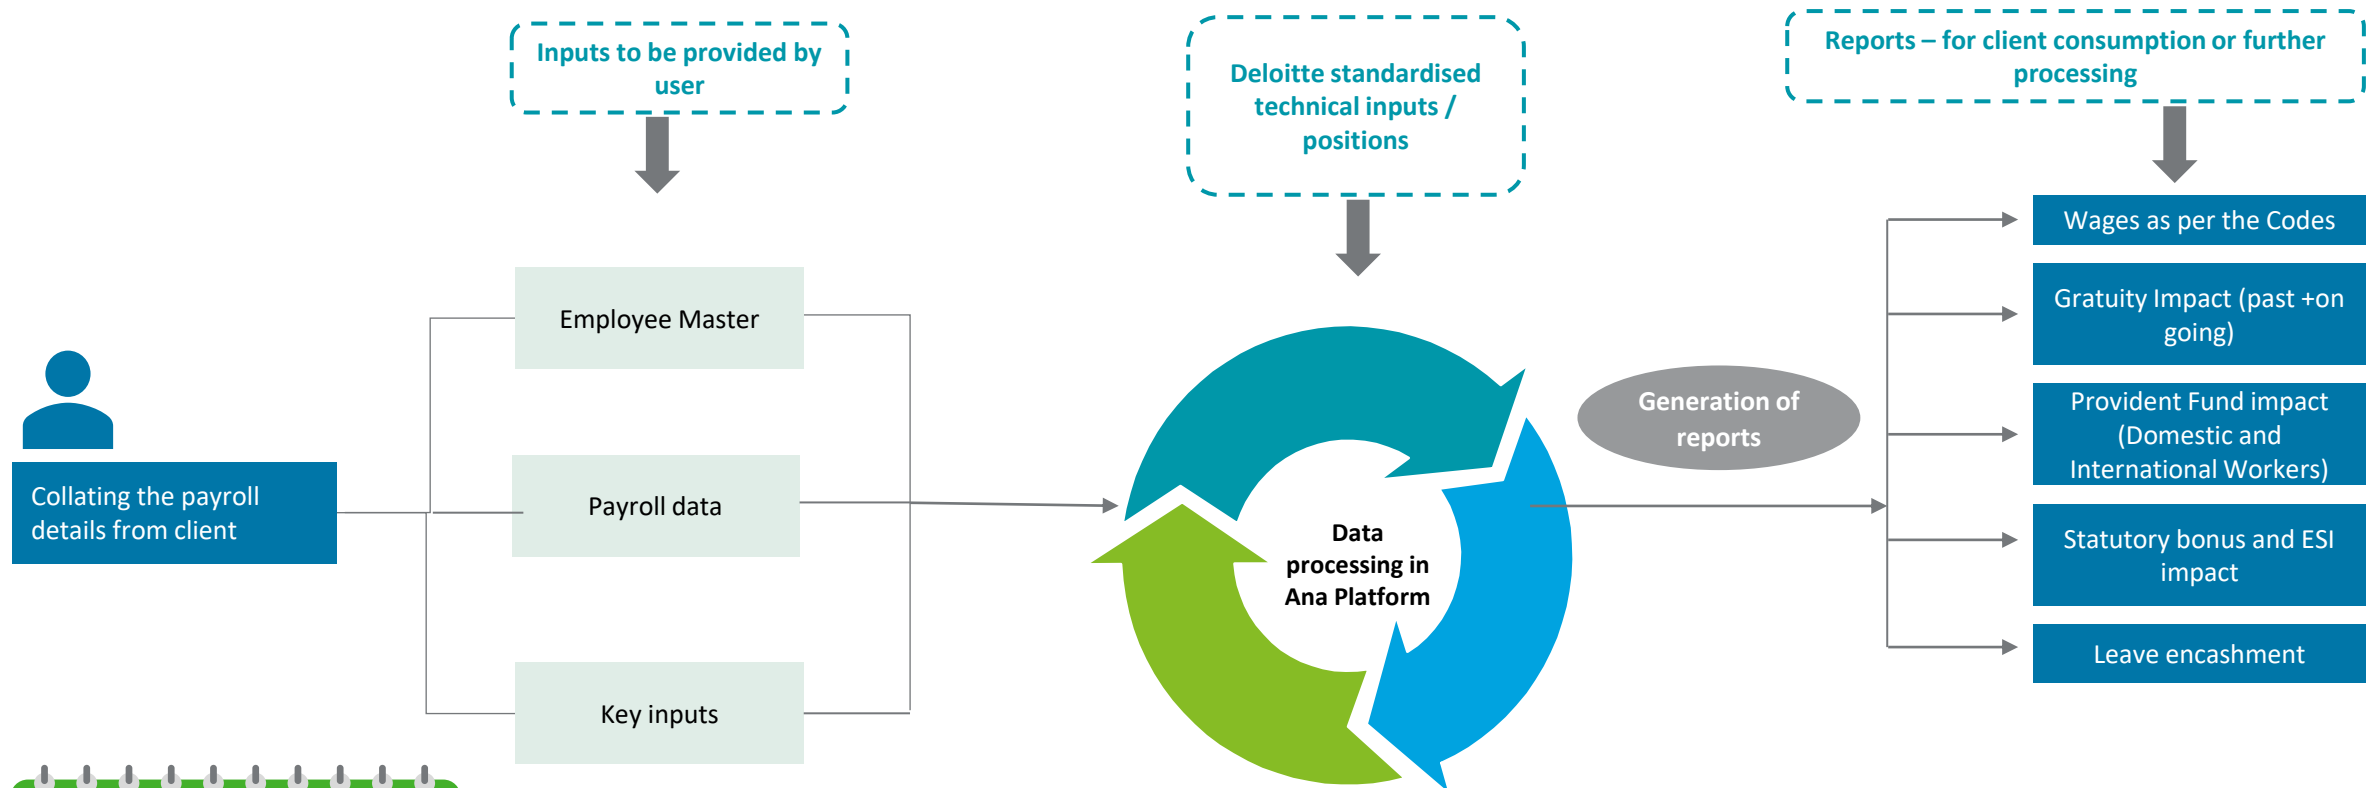 Inputs to be provided by
user
Deloitte standardised
technical inputs /
positions
Reports – for client consumption or further
processing
Collating the payroll
details from client
Employee Master
Payroll data
Key inputs
Data
processing in
Ana Platform
Generation of
reports
Wages as per the Codes
Gratuity Impact (past +on
going)
Provident Fund impact
(Domestic and
International Workers)
Statutory bonus and ESI
impact
Leave encashment